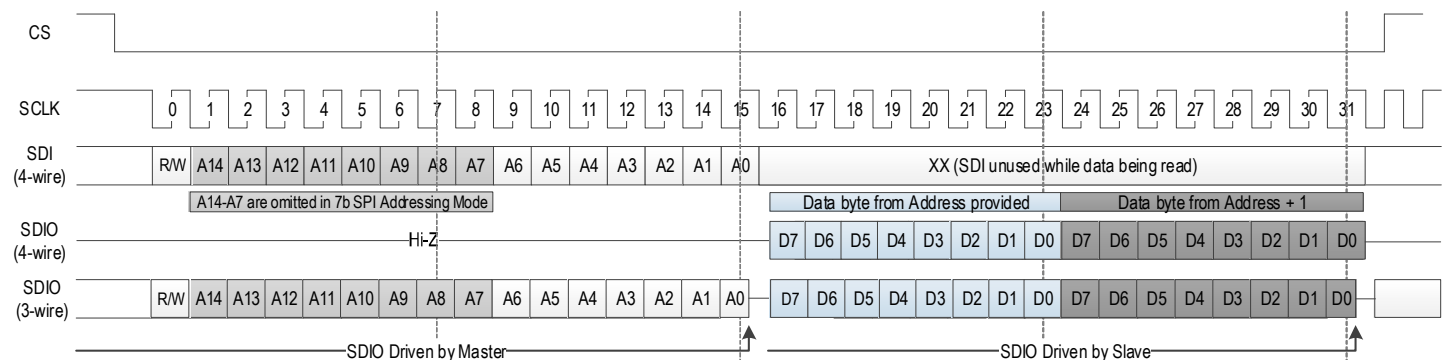 CS
SCLK 0 1 2 3 4 5 6 7 8 9 10 11 12 13 14 15 16 17 18 19 20 21 22 23 24 25 26 27 28 29 30 31
SDI
(4-wire)
R/W A14 A13 A12 A11 A10 A9 A8 A7 A6 A5 A4 A3 A2 A1 A0 XX (SDI unused while data being read)
A14-A7 are omitted in 7b SPI Addressing Mode Data byte from Address provided Data byte from Address + 1
SDIO
(4-wire)
Hi-Z D7 D6 D5 D4 D3 D2 D1 D0 D7 D6 D5 D4 D3 D2 D1 D0
SDIO
(3-wire)
R/W A14 A13 A12 A11 A10 A9 A8 A7 A6 A5 A4 A3 A2 A1 A0 D7 D6 D5 D4 D3 D2 D1 D0 D7 D6 D5 D4 D3 D2 D1 D0
SDIO Driven by Master SDIO Driven by Slave